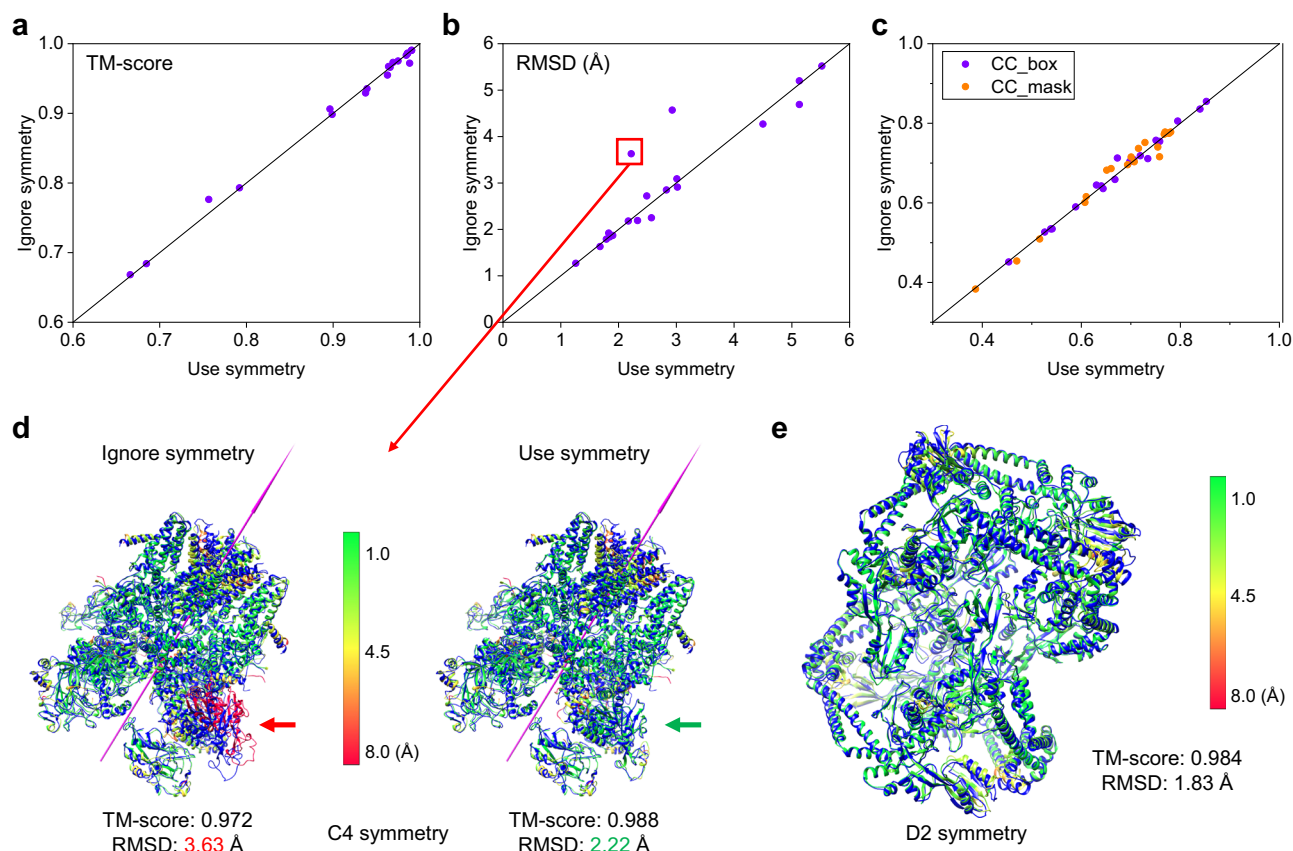 a
TM-score
1.0
0.9
0.8
0.7
0.6
Ignore symmetry
0.6
0.7
0.8
0.9
1.0
Use symmetry
b
RMSD (Å)
6
5
4
3
2
1
0
Ignore symmetry
0
1
2
3
4
5
6
Use symmetry
c
CC_box
CC_mask
1.0
0.8
0.6
0.4
Ignore symmetry
0.4
0.6
0.8
1.0
Use symmetry
d
Ignore symmetry
1.0
4.5
8.0 (Å)
TM-score: 0.972
RMSD: 3.63 Å
C4 symmetry
Use symmetry
TM-score: 0.988
RMSD: 2.22 Å
e
1.0
4.5
8.0 (Å)
TM-score: 0.984
RMSD: 1.83 Å
D2 symmetry